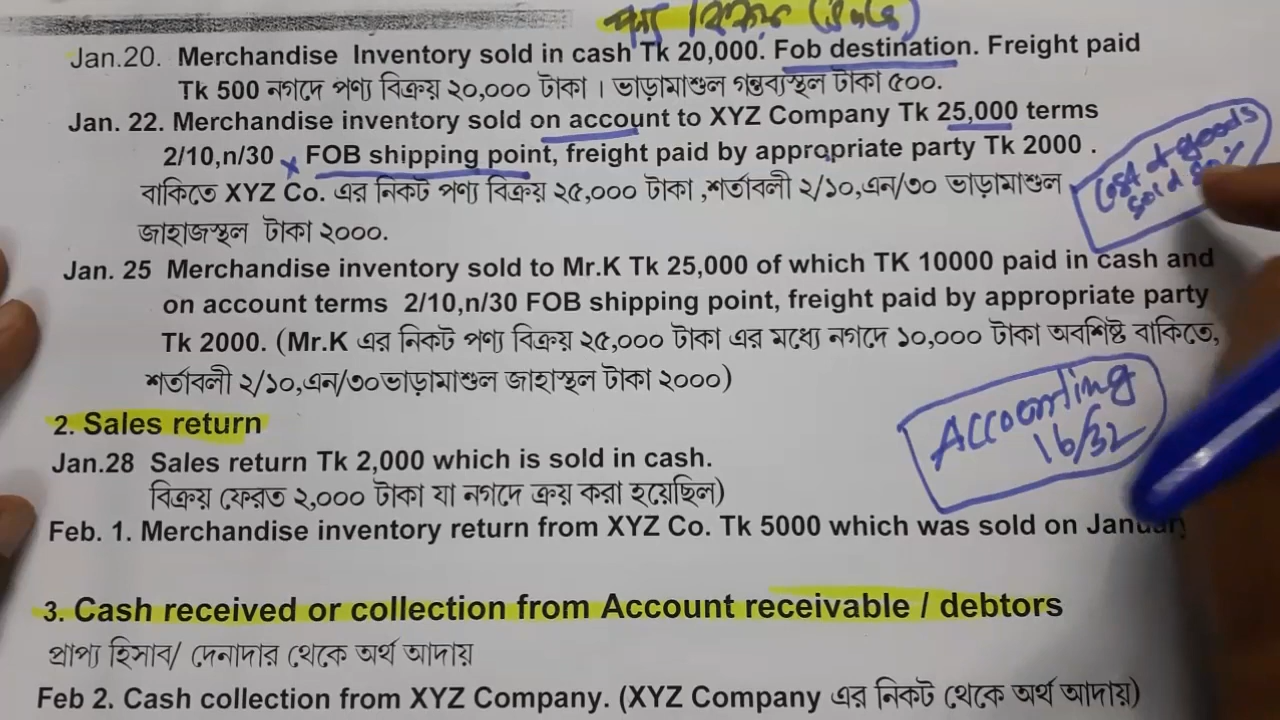 পণ্য বিক্রয়
Jan.20. Merchandise Inventory sold in cash Tk 20,000. Fob destination. Freight paid
Tk 500 নগদে পণ্য বিক্রয় ২০,০০০ টাকা । ভাড়ামাশুল গন্তব্যস্থল টাকা ৫০০.
Jan. 22. Merchandise inventory sold on account to XYZ Company Tk 25,000 terms
2/10,n/30 x FOB shipping point, freight paid by appropriate party Tk 2000 .
বাকিতে XYZ Co. এর নিকট পণ্য বিক্রয় ২৫,০০০ টাকা ,শর্তাবলী ২/১০,এন/৩০ ভাড়ামাশুল
জাহাজস্থল টাকা ২০০০.
Cost of goods
sold
Jan. 25 Merchandise inventory sold to Mr.K Tk 25,000 of which TK 10000 paid in cash and
on account terms 2/10,n/30 FOB shipping point, freight paid by appropriate party
Tk 2000. (Mr.K এর নিকট পণ্য বিক্রয় ২৫,০০০ টাকা এর মধ্যে নগদে ১০,০০০ টাকা অবশিষ্ট বাকিতে,
শর্তাবলী ২/১০,এন/৩০ভাড়ামাশুল জাহাস্থল টাকা ২০০০)
2. Sales return
Accounting
16/32
Jan.28 Sales return Tk 2,000 which is sold in cash.
বিক্রয় ফেরত ২,০০০ টাকা যা নগদে ক্রয় করা হয়েছিল)
Feb. 1. Merchandise inventory return from XYZ Co. Tk 5000 which was sold on January
3. Cash received or collection from Account receivable / debtors
প্রাপ্য হিসাব/ দেনাদার থেকে অর্থ আদায়
Feb 2. Cash collection from XYZ Company. (XYZ Company এর নিকট থেকে অর্থ আদায়)